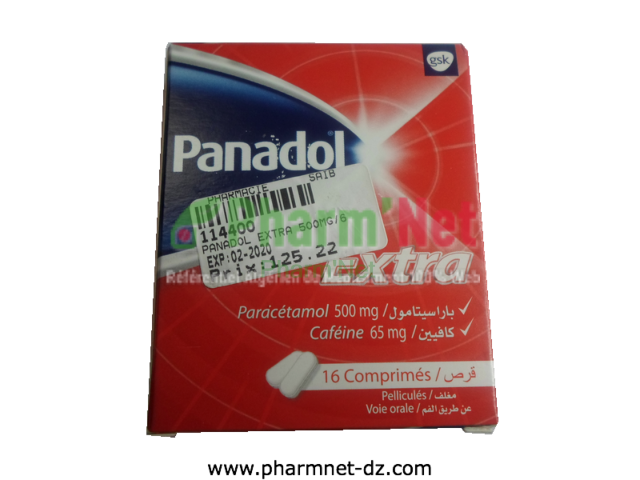 gsk
Panadol
PHARMACIE SAIB
114400
PANADOL EXTRA 500MG/6
EXP:02-2020
Prix:125.22
Pharm'Net
Extra
Paracétamol 500 mg / باراسيتامول ✓
Caféine 65 mg / كافيين ✓
16 Comprimés / قرص
Pelliculés / مغلف
Voie orale / عن طريق الفم
www.pharmnet-dz.com